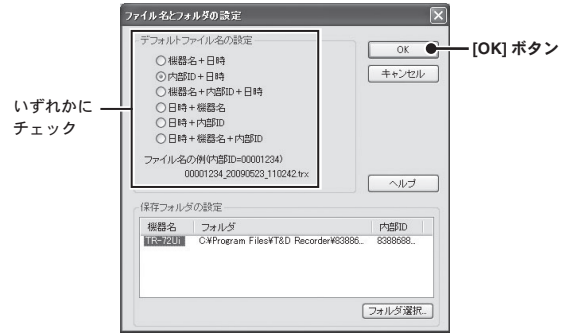 ファイル名とフォルダの設定
デフォルトファイル名の設定
機器名+日時
内部ID+日時
機器名+内部ID+日時
日時+機器名
日時+内部ID
日時+機器名+内部ID
ファイル名の例(内部ID=00001234)
00001234_20090523_110242.trx
OK
キャンセル
ヘルプ
[OK] ボタン
いずれかに
チェック
保存フォルダの設定
機器名 フォルダ 内部ID
TR-72Ui C:¥Program Files¥T&D Recorder¥83886... 8388688...
フォルダ選択...